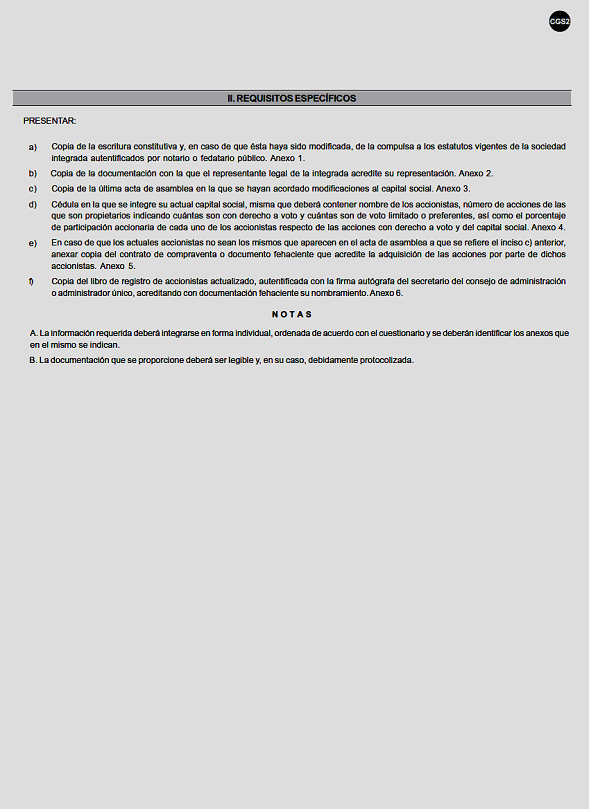 CGS2
II. REQUISITOS ESPECÍFICOS
PRESENTAR:
a) Copia de la escritura constitutiva y, en caso de que ésta haya sido modificada, de la compulsa a los estatutos vigentes de la sociedad
integrada autentificados por notario o fedatario público. Anexo 1.
b) Copia de la documentación con la que el representante legal de la integrada acredite su representación. Anexo 2.
c) Copia de la última acta de asamblea en la que se hayan acordado modificaciones al capital social. Anexo 3.
d) Cédula en la que se integre su actual capital social, misma que deberá contener nombre de los accionistas, número de acciones de las
que son propietarios indicando cuántas son con derecho a voto y cuántas son de voto limitado o preferentes, así como el porcentaje
de participación accionaria de cada uno de los accionistas respecto de las acciones con derecho a voto y del capital social. Anexo 4.
e) En caso de que los actuales accionistas no sean los mismos que aparecen en el acta de asamblea a que se refiere el inciso c) anterior,
anexar copia del contrato de compraventa o documento fehaciente que acredite la adquisición de las acciones por parte de dichos
accionistas. Anexo 5.
f) Copia del libro de registro de accionistas actualizado, autentificada con la firma autógrafa del secretario del consejo de administración
o administrador único, acreditando con documentación fehaciente su nombramiento. Anexo 6.
N O T A S
A. La información requerida deberá integrarse en forma individual, ordenada de acuerdo con el cuestionario y se deberán identificar los anexos que
en el mismo se indican.
B. La documentación que se proporcione deberá ser legible y, en su caso, debidamente protocolizada.